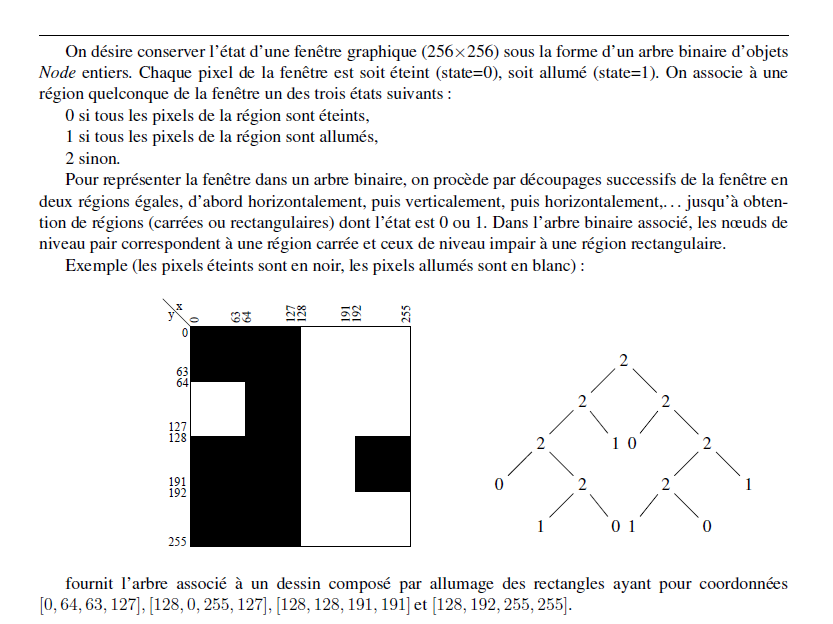 On désire conserver l'état d'une fenêtre graphique (256×256) sous la forme d'un arbre binaire d'objets
Node entiers. Chaque pixel de la fenêtre est soit éteint (state=0), soit allumé (state=1). On associe à une
région quelconque de la fenêtre un des trois états suivants :
0 si tous les pixels de la région sont éteints,
1 si tous les pixels de la région sont allumés,
2 sinon.
Pour représenter la fenêtre dans un arbre binaire, on procède par découpages successifs de la fenêtre en
deux régions égales, d'abord horizontalement, puis verticalement, puis horizontalement,... jusqu'à obten-
tion de régions (carrées ou rectangulaires) dont l'état est 0 ou 1. Dans l'arbre binaire associé, les nœuds de
niveau pair correspondent à une région carrée et ceux de niveau impair à une région rectangulaire.
Exemple (les pixels éteints sont en noir, les pixels allumés sont en blanc) :
x
y
0 63 64 127 128 191 192 255
0
63
64
127
128
191
192
255
2
2 2
2 1 0 2
0 2 2 1
1 0 1 0
fournit l'arbre associé à un dessin composé par allumage des rectangles ayant pour coordonnées
[0, 64, 63, 127], [128, 0, 255, 127], [128, 128, 191, 191] et [128, 192, 255, 255].